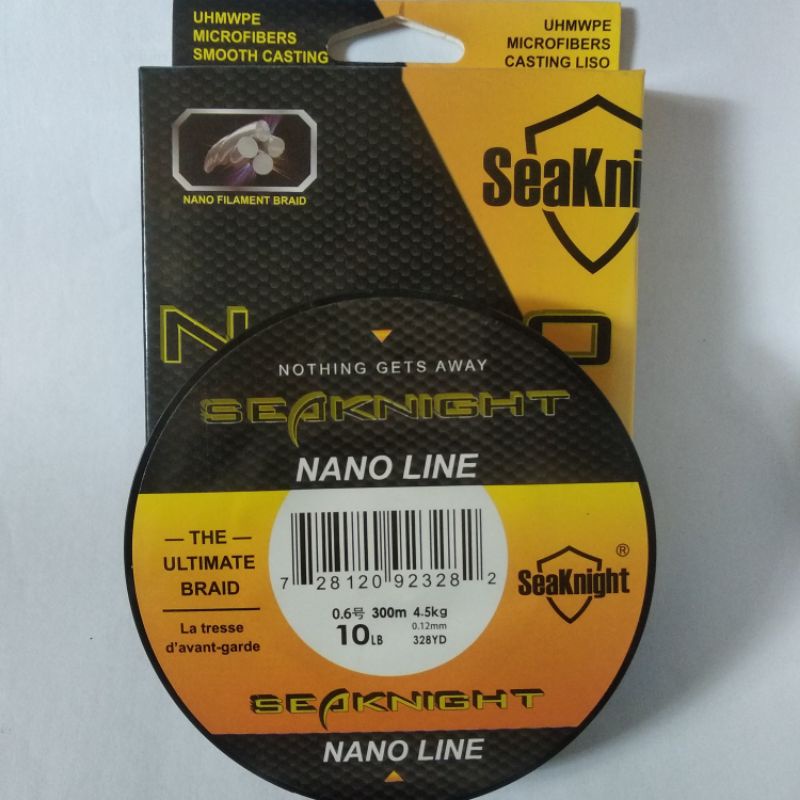 UHMWPE
MICROFIBERS
SMOOTH CASTING
UHMWPE
MICROFIBERS
CASTING LISO
NANO FILAMENT BRAID
SeaKni
NOTHING GETS AWAY
SEAKNIGHT
NANO LINE
— THE —
ULTIMATE
BRAID
La tresse
d'avant-garde
7 28120 92328 2
0.6号 300m 4.5kg
10LB 0.12mm
328YD
SeaKnight®
SEAKNIGHT
NANO LINE